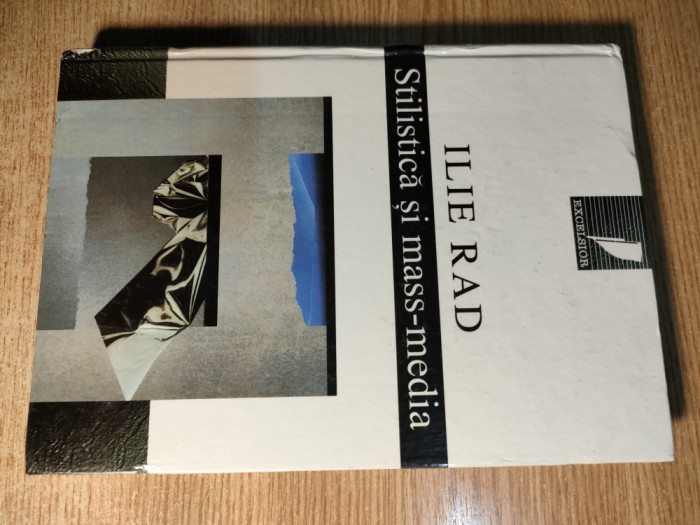 EXCELSIOR
ILIE RAD
Stilistică și mass-media